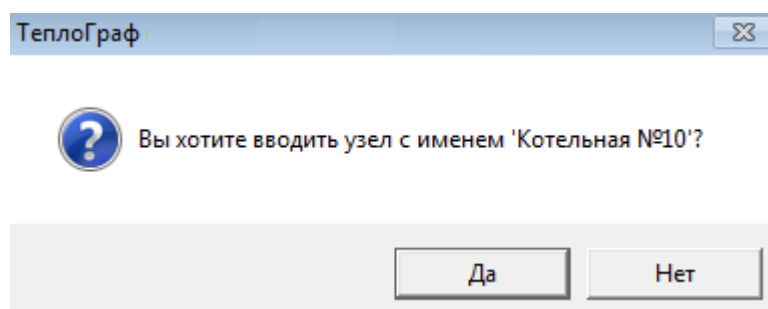 ТеплоГраф
Вы хотите вводить узел с именем 'Котельная №10'?
Да
Нет